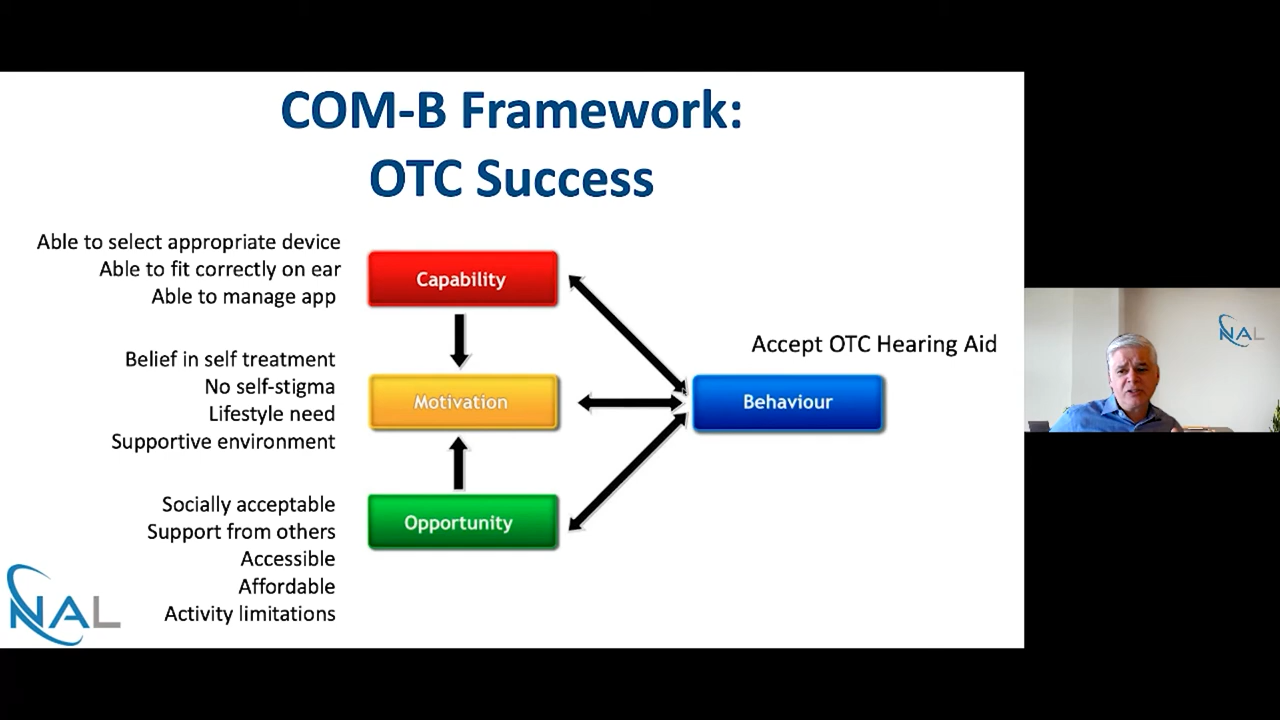 COM-B Framework:
OTC Success
Able to select appropriate device
Able to fit correctly on ear
Able to manage app
Capability
Belief in self treatment
No self-stigma
Lifestyle need
Supportive environment
Motivation
Accept OTC Hearing Aid
Behaviour
Socially acceptable
Support from others
Accessible
Affordable
Activity limitations
Opportunity
NAL
NAL